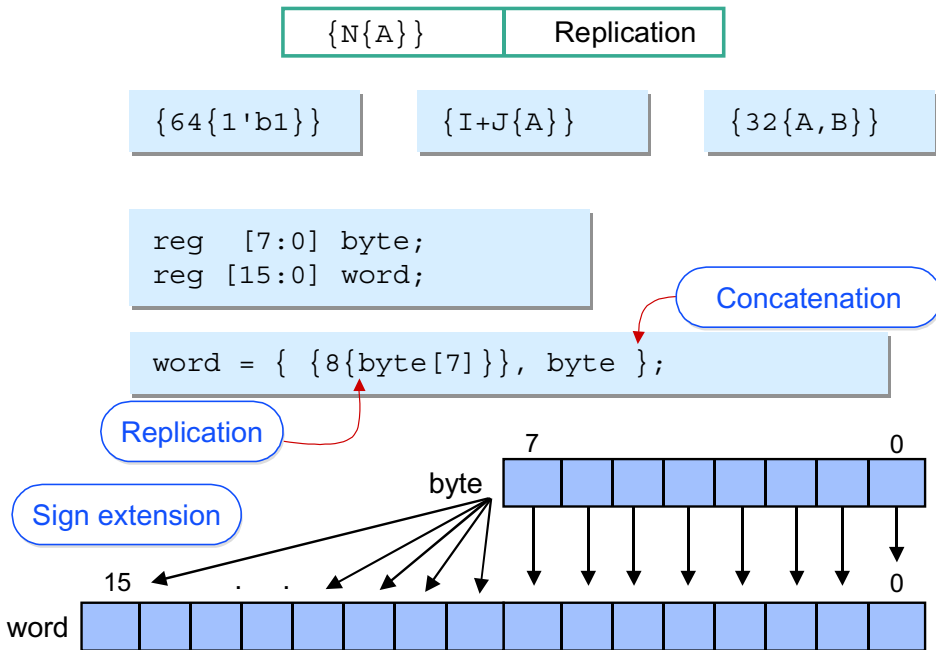 {N{A}} Replication
{64{1'b1}} {I+J{A}} {32{A,B}}
reg [7:0] byte;
reg [15:0] word;
Concatenation
word = { {8{byte[7]}}, byte };
Replication
7 0
byte
Sign extension
15 . . 0
word